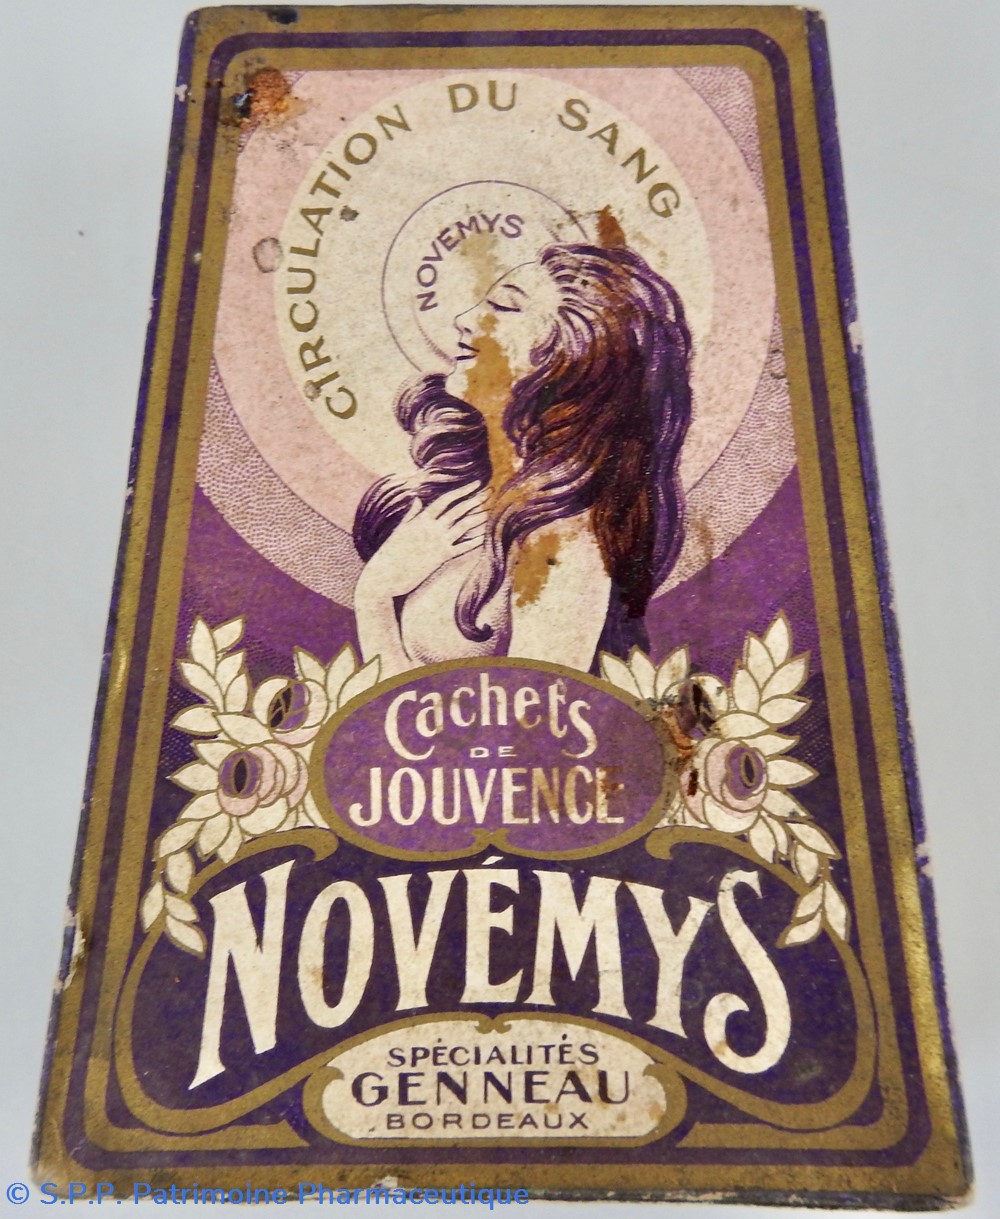 CIRCULATION DU SANG
NOVEMYS
Cachets
DE
JOUVENCE
NOVÉMYS
SPÉCIALITÉS
GENNEAU
BORDEAUX
© S.P.P. Patrimoine Pharmaceutique